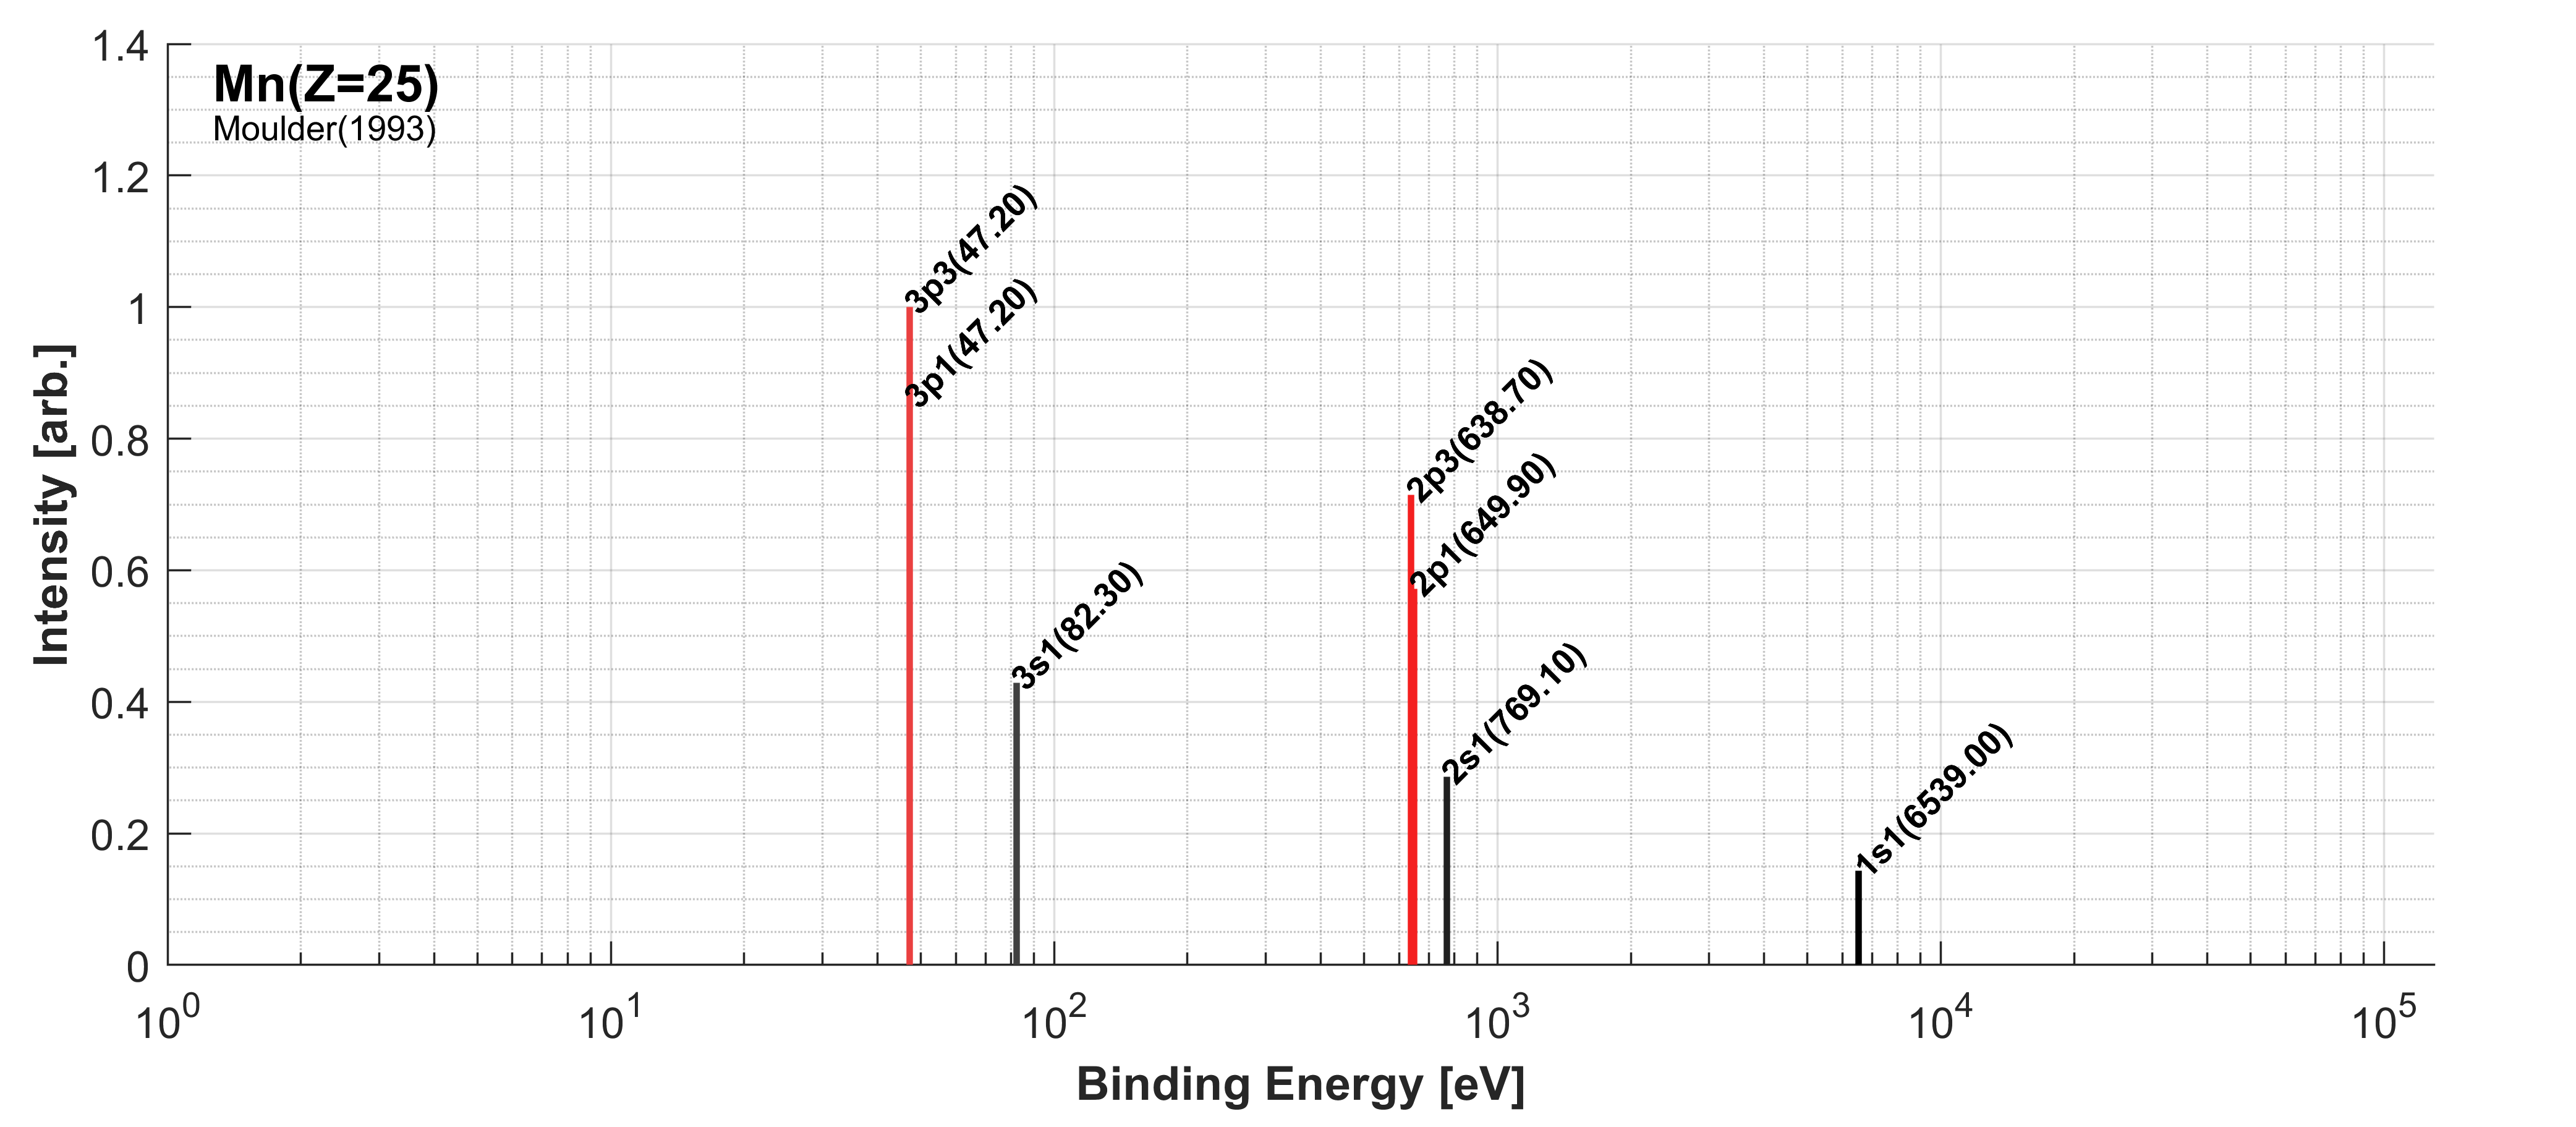 Mn(Z=25)
Moulder(1993)
3p3(47.20)
3p1(47.20)
3s1(82.30)
2p3(638.70)
2p1(649.90)
2s1(769.10)
1s1(6539.00)
Intensity [arb.]
1.4
1.2
1
0.8
0.6
0.4
0.2
0
10^0 10^1 10^2 10^3 10^4 10^5
Binding Energy [eV]